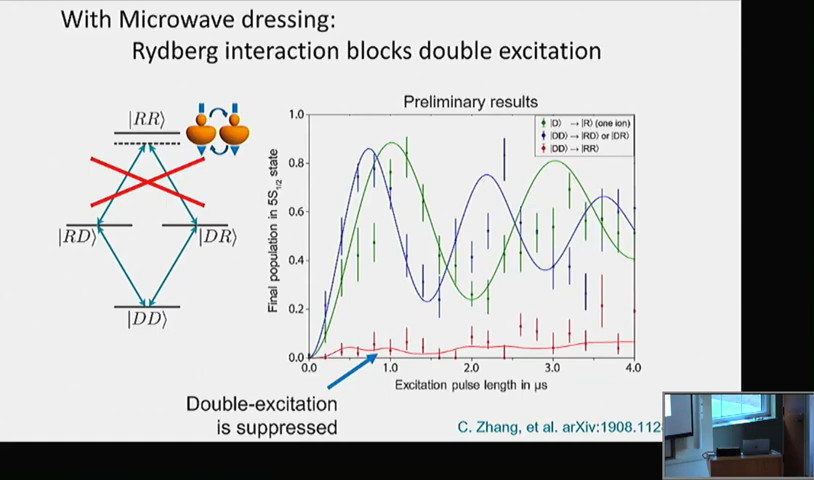 With Microwave dressing:
Rydberg interaction blocks double excitation
|RR⟩
|RD⟩
|DR⟩
|DD⟩
Preliminary results
Final population in 5S1/2 state
1.0
0.8
0.6
0.4
0.2
0.0
0.0
1.0
2.0
3.0
4.0
Excitation pulse length in µs
|D⟩ → |R⟩ (one ion)
|DD⟩ → |RD⟩ or |DR⟩
|DD⟩ → |RR⟩
Double-excitation
is suppressed
C. Zhang, et al. arXiv:1908.112